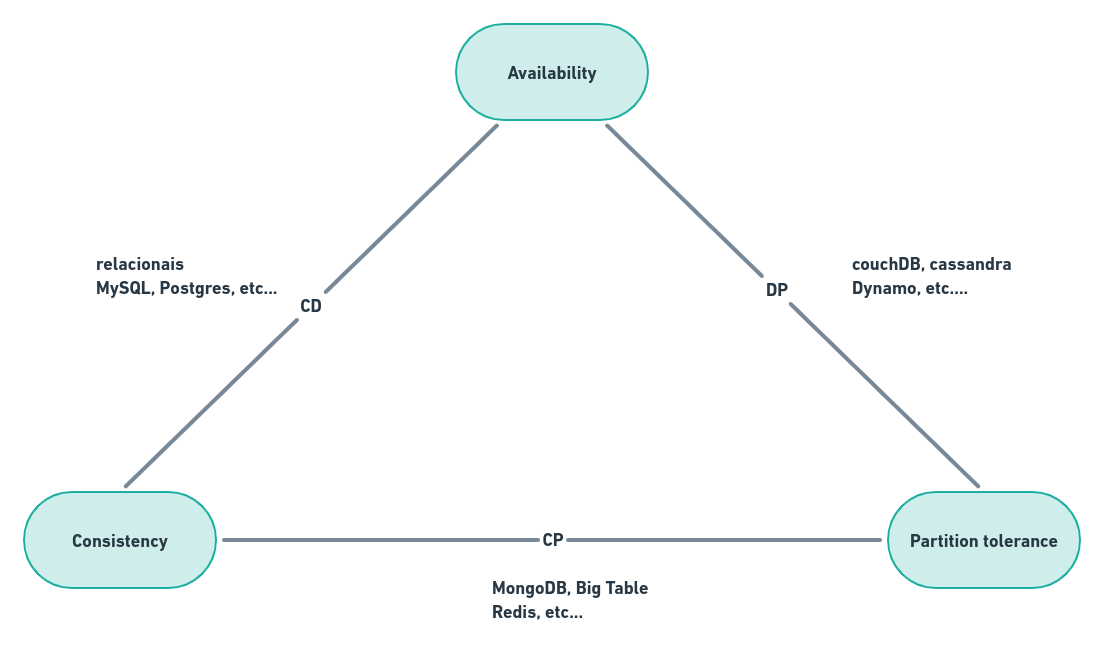 Availability
relacionais
MySQL, Postgres, etc...
CD
DP
couchDB, cassandra
Dynamo, etc....
Consistency
CP
Partition tolerance
MongoDB, Big Table
Redis, etc...